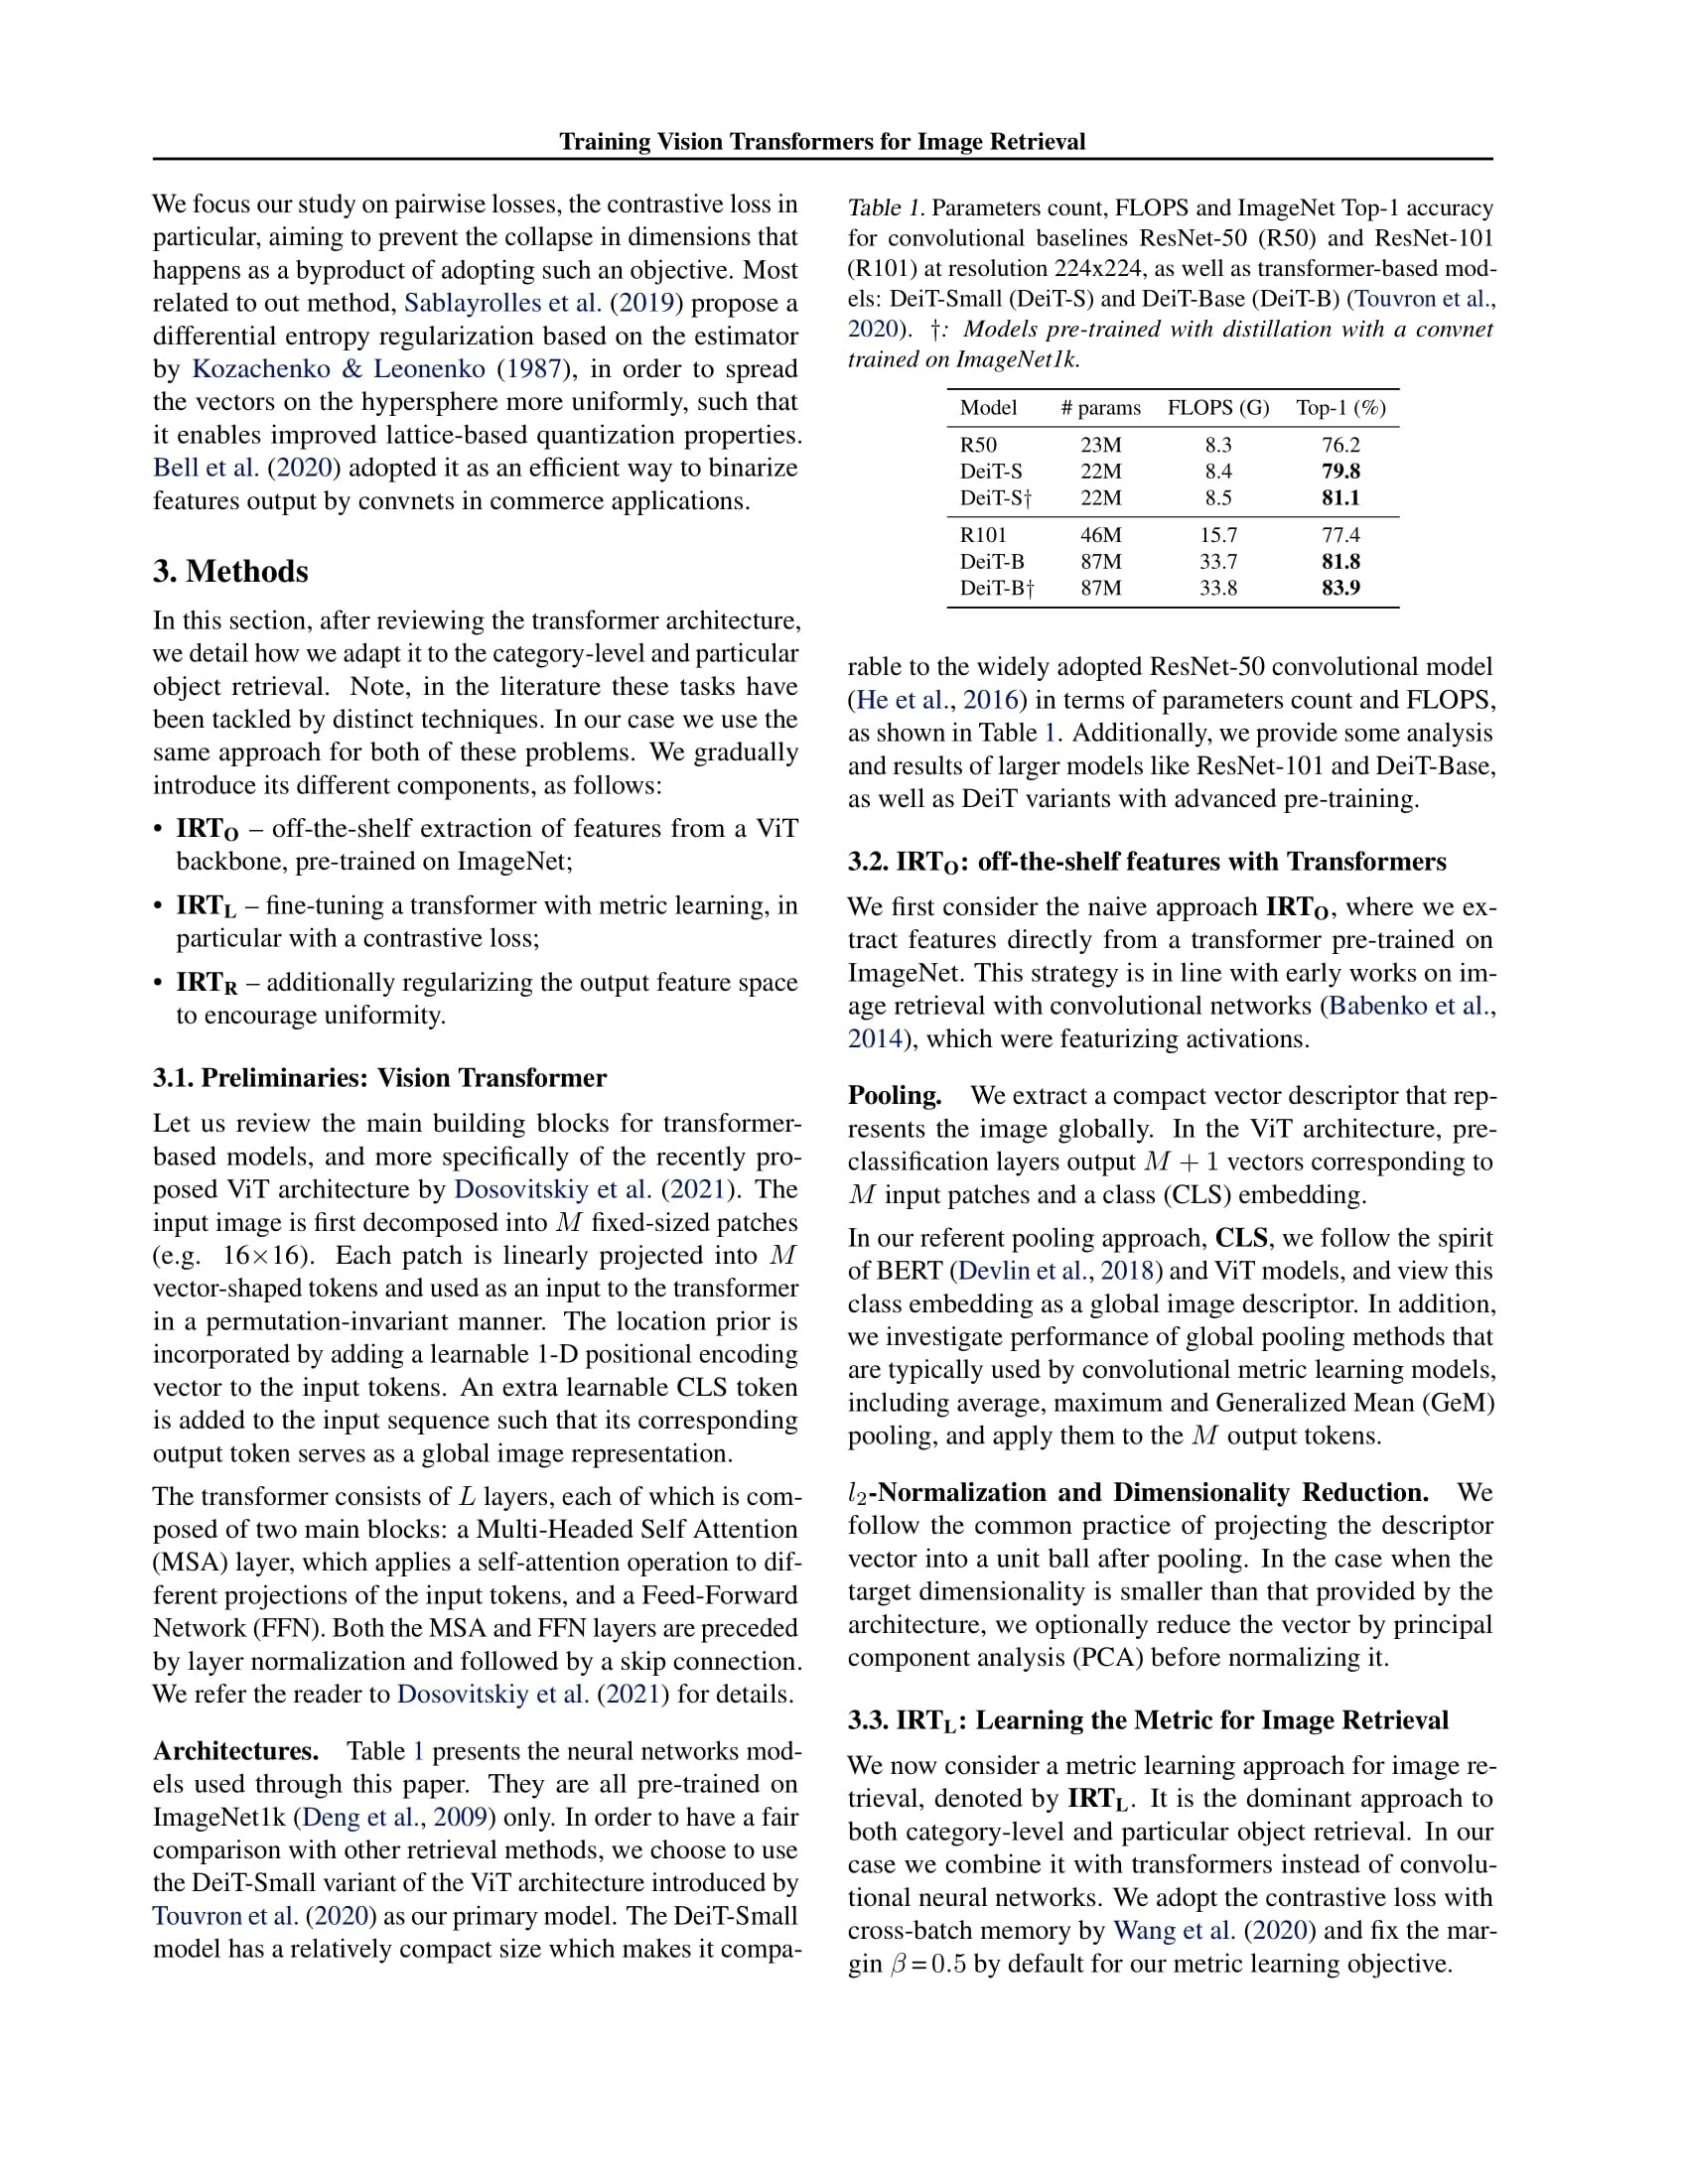 Training Vision Transformers for Image Retrieval
We focus our study on pairwise losses, the contrastive loss in
particular, aiming to prevent the collapse in dimensions that
happens as a byproduct of adopting such an objective. Most
related to out method, Sablayrolles et al. (2019) propose a
differential entropy regularization based on the estimator
by Kozachenko & Leonenko (1987), in order to spread
the vectors on the hypersphere more uniformly, such that
it enables improved lattice-based quantization properties.
Bell et al. (2020) adopted it as an efficient way to binarize
features output by convnets in commerce applications.
3. Methods
In this section, after reviewing the transformer architecture,
we detail how we adapt it to the category-level and particular
object retrieval. Note, in the literature these tasks have
been tackled by distinct techniques. In our case we use the
same approach for both of these problems. We gradually
introduce its different components, as follows:
• IRT_O – off-the-shelf extraction of features from a ViT
backbone, pre-trained on ImageNet;
• IRT_L – fine-tuning a transformer with metric learning, in
particular with a contrastive loss;
• IRT_R – additionally regularizing the output feature space
to encourage uniformity.
3.1. Preliminaries: Vision Transformer
Let us review the main building blocks for transformer-
based models, and more specifically of the recently pro-
posed ViT architecture by Dosovitskiy et al. (2021). The
input image is first decomposed into M fixed-sized patches
(e.g. 16×16). Each patch is linearly projected into M
vector-shaped tokens and used as an input to the transformer
in a permutation-invariant manner. The location prior is
incorporated by adding a learnable 1-D positional encoding
vector to the input tokens. An extra learnable CLS token
is added to the input sequence such that its corresponding
output token serves as a global image representation.
The transformer consists of L layers, each of which is com-
posed of two main blocks: a Multi-Headed Self Attention
(MSA) layer, which applies a self-attention operation to dif-
ferent projections of the input tokens, and a Feed-Forward
Network (FFN). Both the MSA and FFN layers are preceded
by layer normalization and followed by a skip connection.
We refer the reader to Dosovitskiy et al. (2021) for details.
Architectures. Table 1 presents the neural networks mod-
els used through this paper. They are all pre-trained on
ImageNet1k (Deng et al., 2009) only. In order to have a fair
comparison with other retrieval methods, we choose to use
the DeiT-Small variant of the ViT architecture introduced by
Touvron et al. (2020) as our primary model. The DeiT-Small
model has a relatively compact size which makes it compa-
Table 1. Parameters count, FLOPS and ImageNet Top-1 accuracy
for convolutional baselines ResNet-50 (R50) and ResNet-101
(R101) at resolution 224x224, as well as transformer-based mod-
els: DeiT-Small (DeiT-S) and DeiT-Base (DeiT-B) (Touvron et al.,
2020). †: Models pre-trained with distillation with a convnet
trained on ImageNet1k.
Model # params FLOPS (G) Top-1 (%)
R50 23M 8.3 76.2
DeiT-S 22M 8.4 79.8
DeiT-S† 22M 8.5 81.1
R101 46M 15.7 77.4
DeiT-B 87M 33.7 81.8
DeiT-B† 87M 33.8 83.9
rable to the widely adopted ResNet-50 convolutional model
(He et al., 2016) in terms of parameters count and FLOPS,
as shown in Table 1. Additionally, we provide some analysis
and results of larger models like ResNet-101 and DeiT-Base,
as well as DeiT variants with advanced pre-training.
3.2. IRT_O: off-the-shelf features with Transformers
We first consider the naive approach IRT_O, where we ex-
tract features directly from a transformer pre-trained on
ImageNet. This strategy is in line with early works on im-
age retrieval with convolutional networks (Babenko et al.,
2014), which were featurizing activations.
Pooling. We extract a compact vector descriptor that rep-
resents the image globally. In the ViT architecture, pre-
classification layers output M + 1 vectors corresponding to
M input patches and a class (CLS) embedding.
In our referent pooling approach, CLS, we follow the spirit
of BERT (Devlin et al., 2018) and ViT models, and view this
class embedding as a global image descriptor. In addition,
we investigate performance of global pooling methods that
are typically used by convolutional metric learning models,
including average, maximum and Generalized Mean (GeM)
pooling, and apply them to the M output tokens.
l₂-Normalization and Dimensionality Reduction. We
follow the common practice of projecting the descriptor
vector into a unit ball after pooling. In the case when the
target dimensionality is smaller than that provided by the
architecture, we optionally reduce the vector by principal
component analysis (PCA) before normalizing it.
3.3. IRT_L: Learning the Metric for Image Retrieval
We now consider a metric learning approach for image re-
trieval, denoted by IRT_L. It is the dominant approach to
both category-level and particular object retrieval. In our
case we combine it with transformers instead of convolu-
tional neural networks. We adopt the contrastive loss with
cross-batch memory by Wang et al. (2020) and fix the mar-
gin β = 0.5 by default for our metric learning objective.